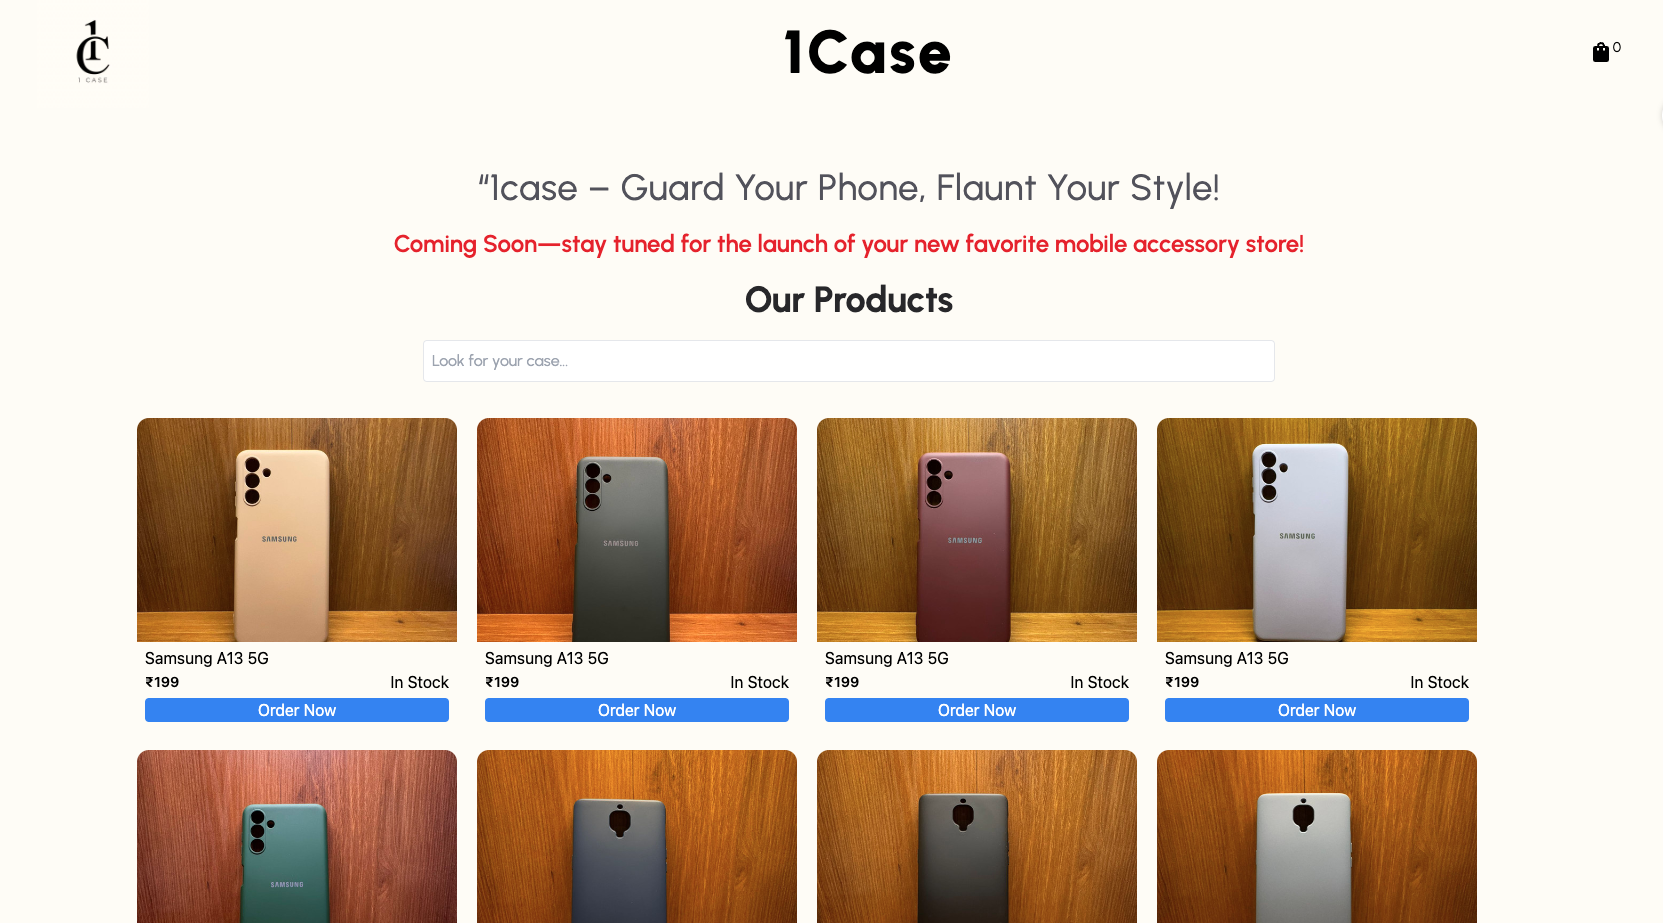 1 CASE
1Case
0
“1case – Guard Your Phone, Flaunt Your Style!
Coming Soon—stay tuned for the launch of your new favorite mobile accessory store!
Our Products
Look for your case...
SAMSUNG
SAMSUNG
SAMSUNG
SAMSUNG
Samsung A13 5G
₹199 In Stock
Order Now
Samsung A13 5G
₹199 In Stock
Order Now
Samsung A13 5G
₹199 In Stock
Order Now
Samsung A13 5G
₹199 In Stock
Order Now
SAMSUNG